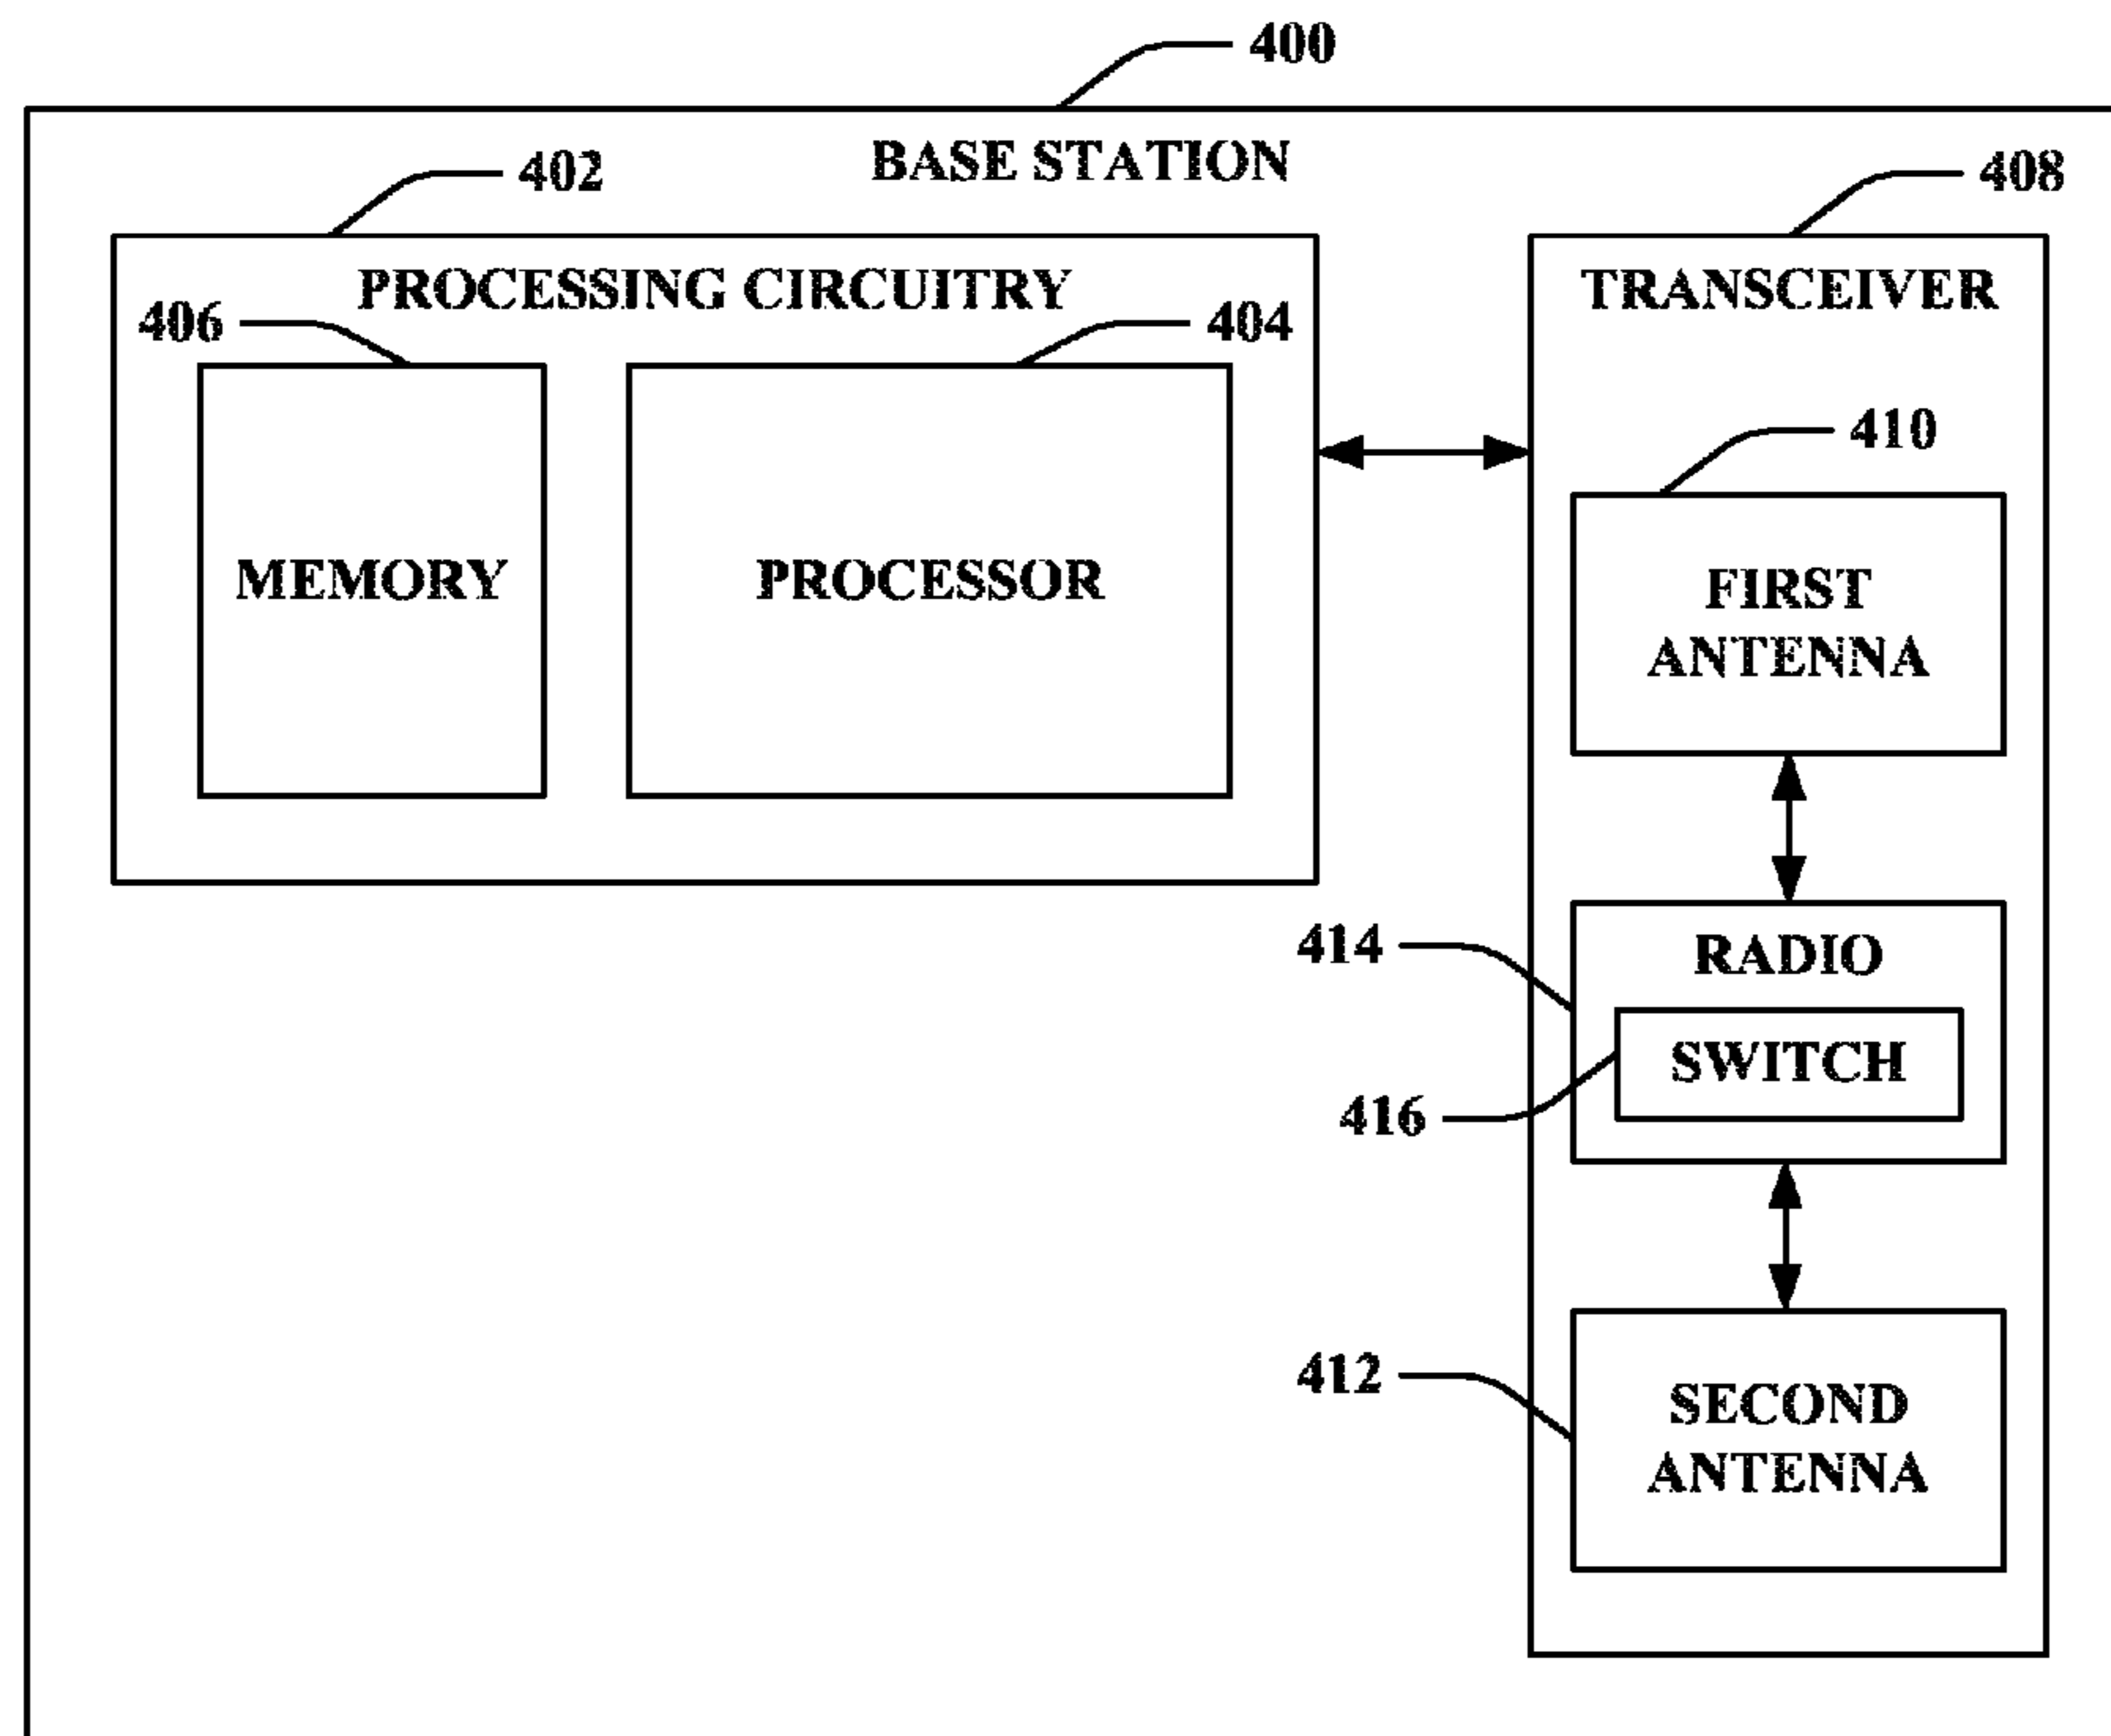 400
BASE STATION
402
408
PROCESSING CIRCUITRY
TRANSCEIVER
406
404
410
MEMORY
PROCESSOR
FIRST
ANTENNA
414
RADIO
SWITCH
416
412
SECOND
ANTENNA